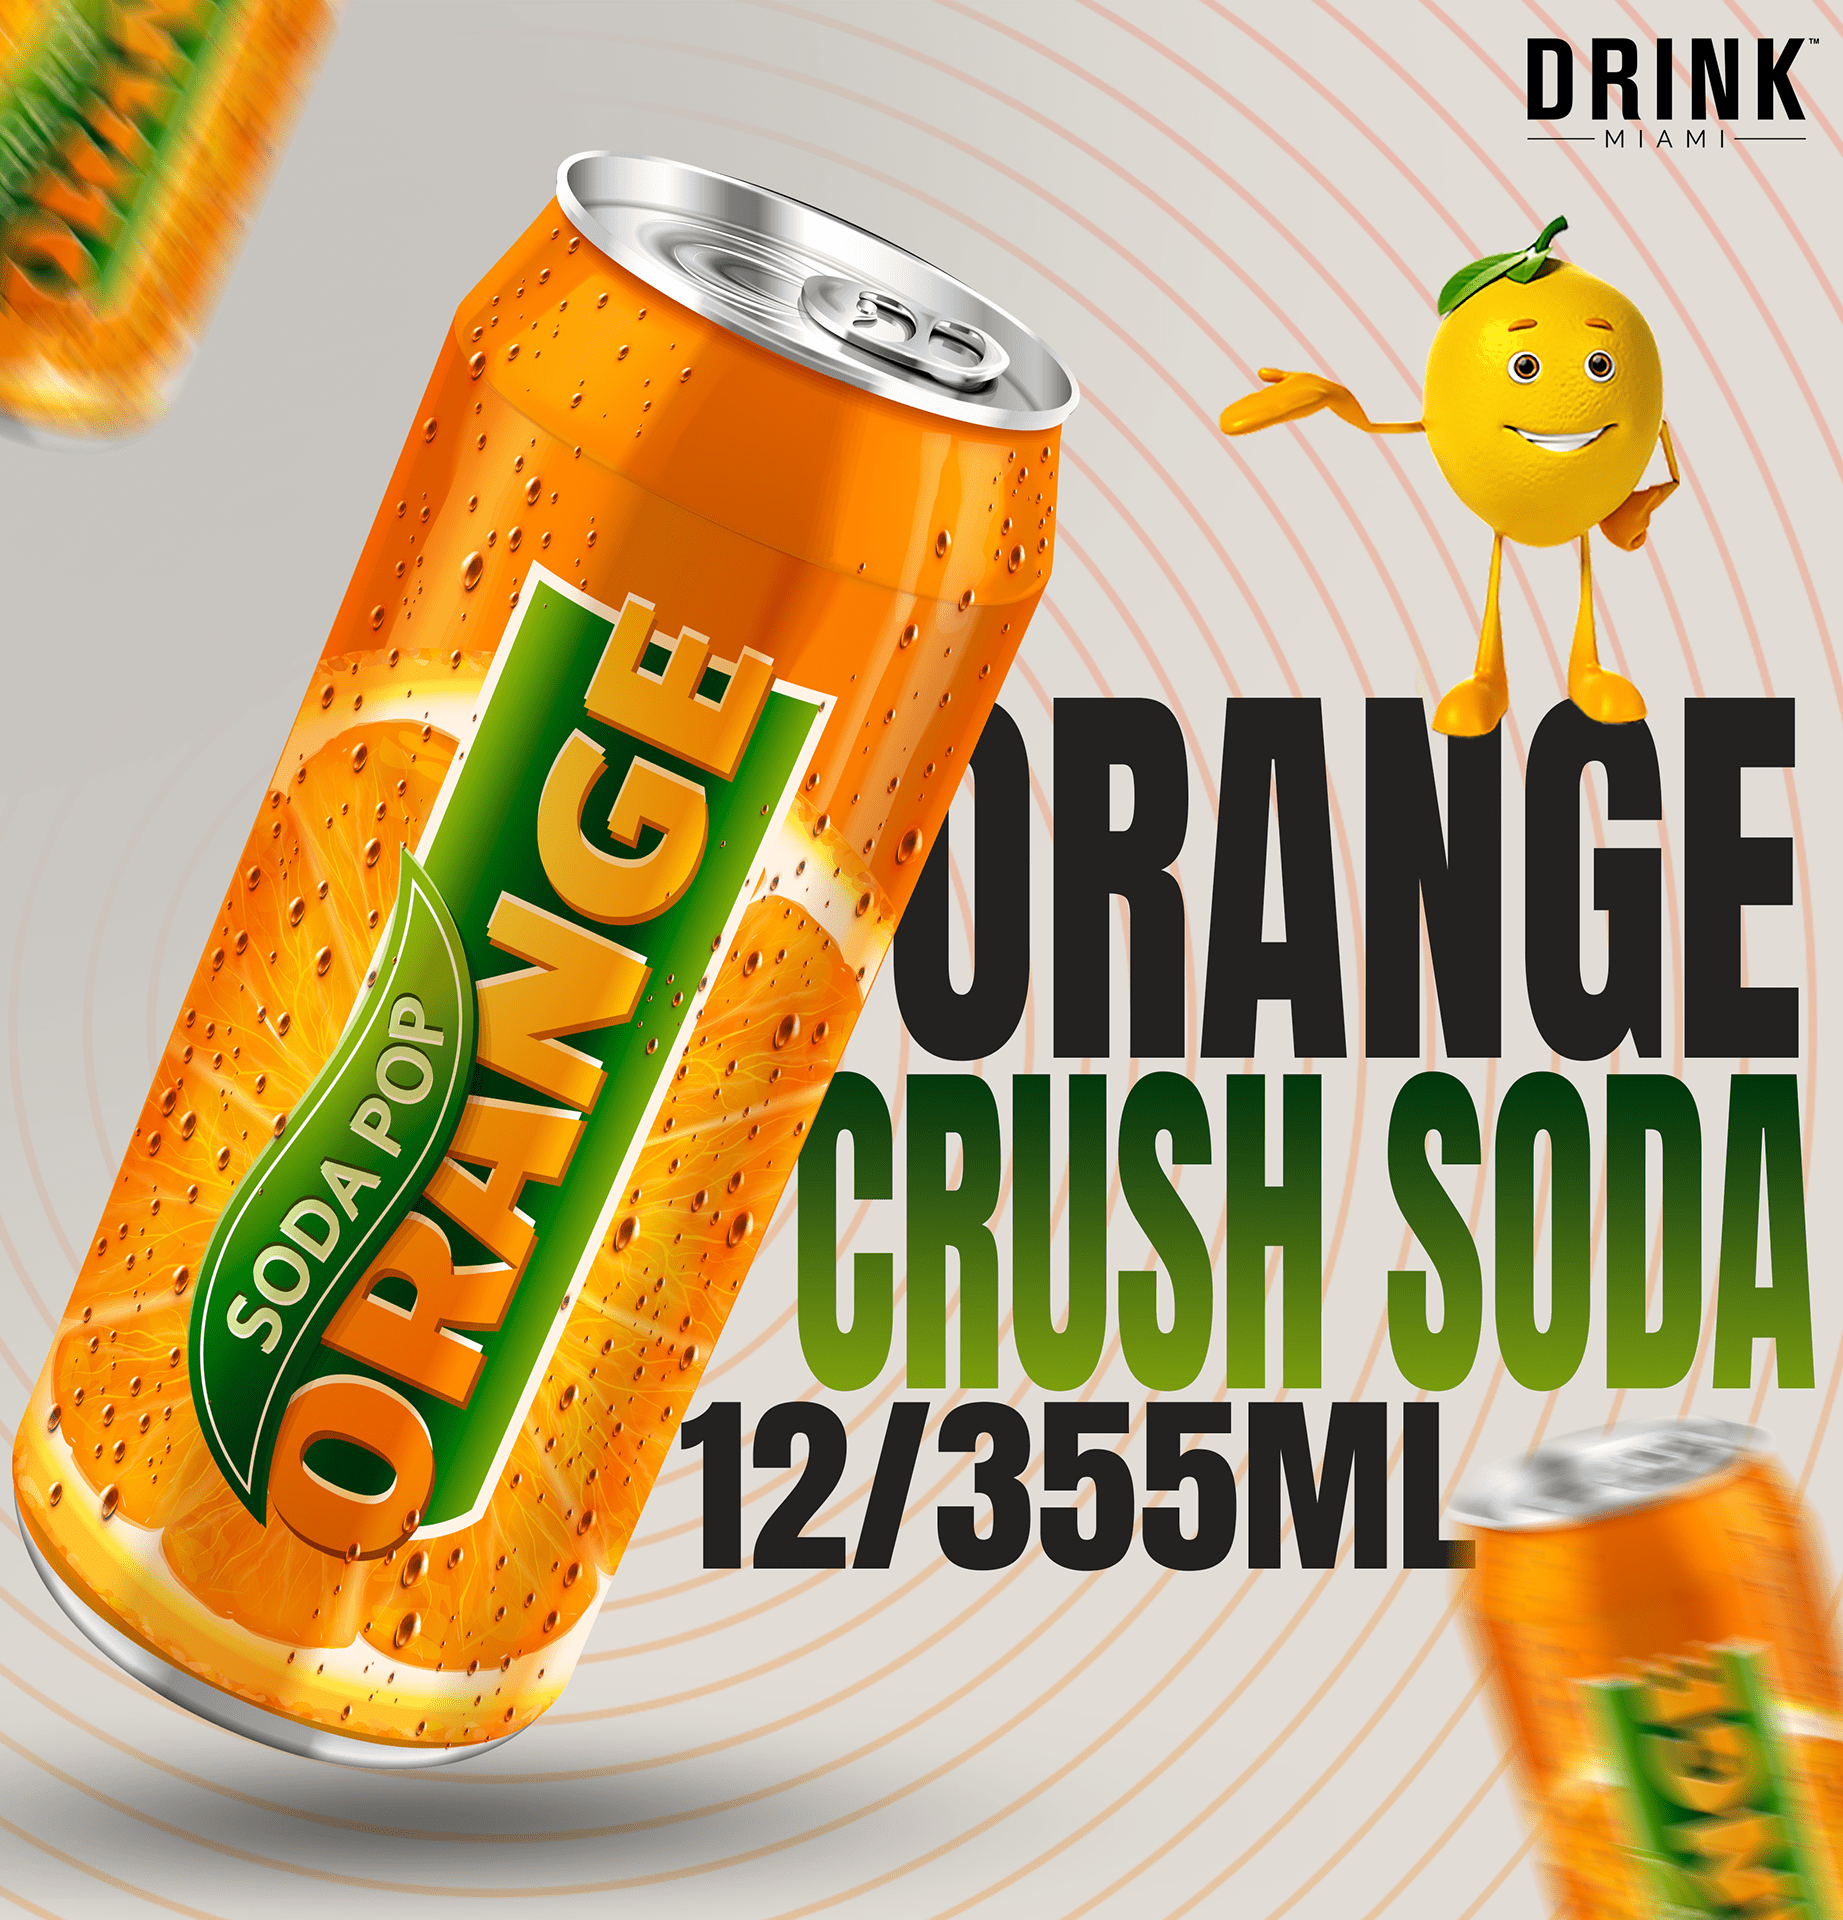 DRINK™
MIAMI
ORANGE
SODA POP
ORANGE
CRUSH SODA
12/355ML